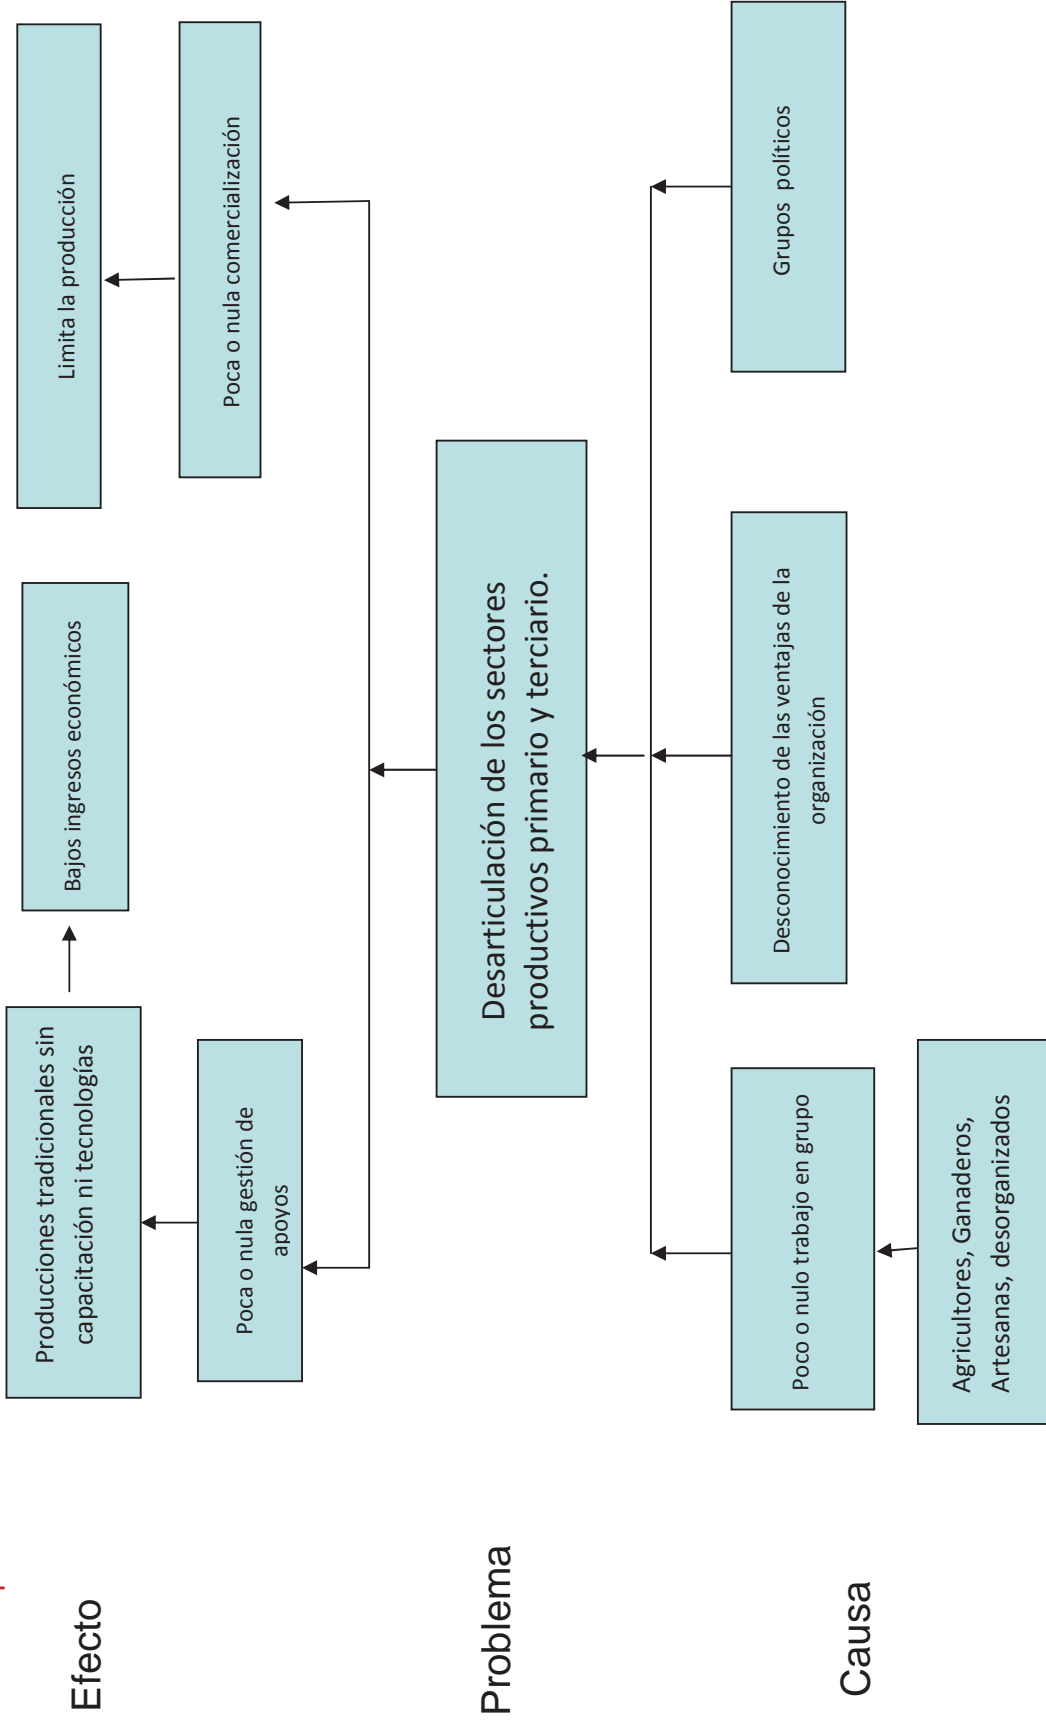 Efecto
Producciones tradicionales sin
capacitación ni tecnologías
Bajos ingresos económicos
Limita la producción
Poca o nula gestión de
apoyos
Poca o nula comercialización
Problema
Desarticulación de los sectores
productivos primario y terciario.
Causa
Poco o nulo trabajo en grupo
Desconocimiento de las ventajas de la
organización
Grupos políticos
Agricultores, Ganaderos,
Artesanas, desorganizados